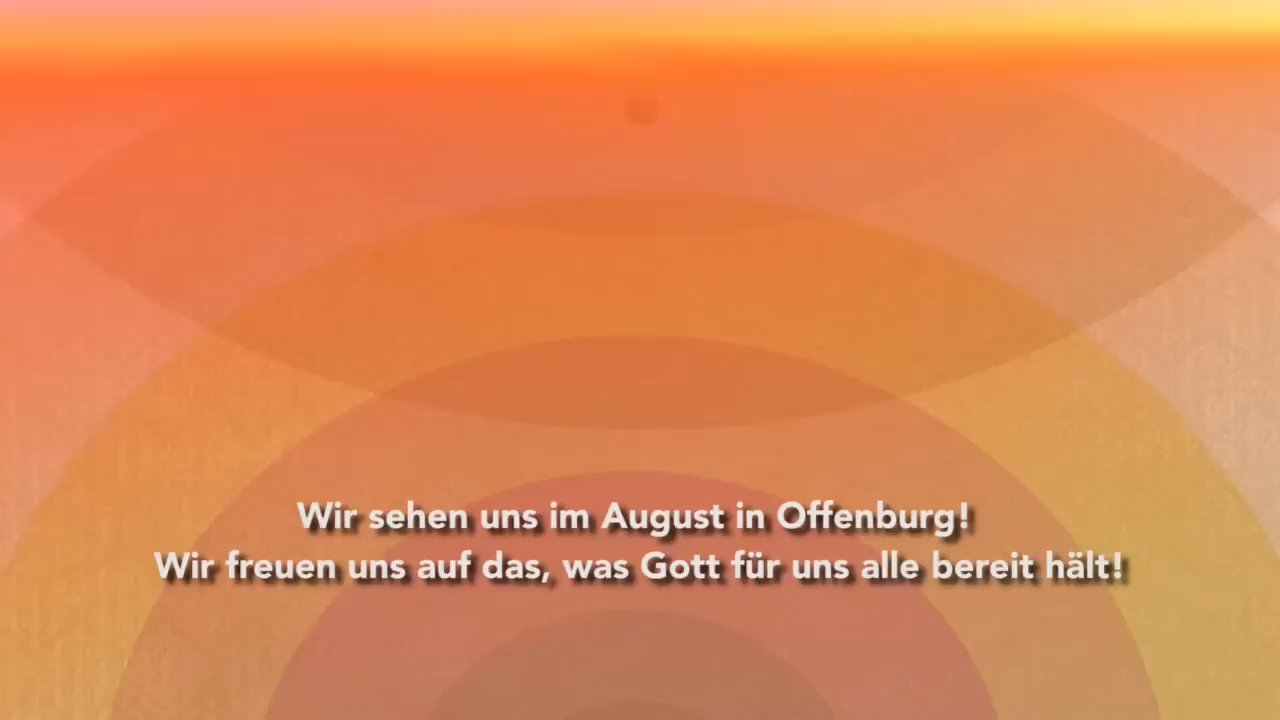 Wir sehen uns im August in Offenburg!
Wir freuen uns auf das, was Gott für uns alle bereit hält!